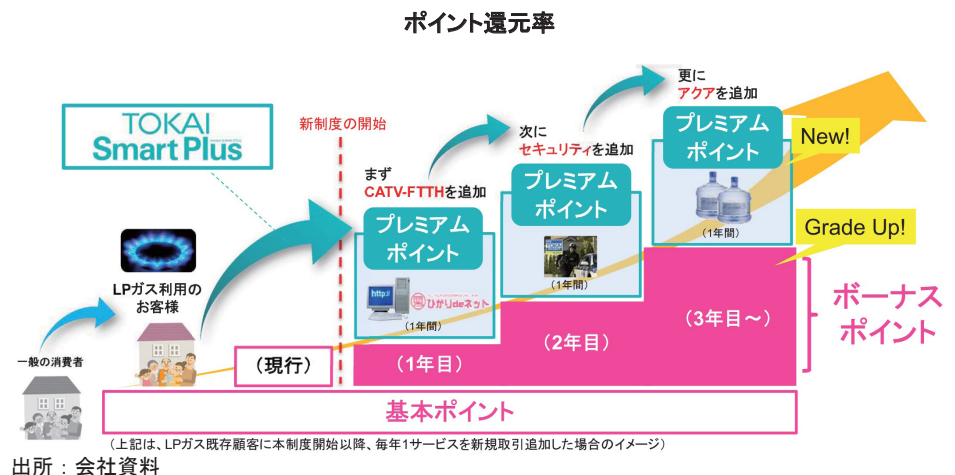 ポイント還元率
更に
アクアを追加
TOKAI
Smart Plus
新制度の開始
次に
セキュリティを追加
プレミアム
ポイント
New!
まず
CATV-FTTHを追加
プレミアム
ポイント
プレミアム
ポイント
(1年間)
Grade Up!
LPガス利用の
お客様
http://
ひかりdeネット
(1年間)
(1年間)
ボーナス
ポイント
(3年目～)
(2年目)
(1年目)
(現行)
一般の消費者
基本ポイント
(上記は、LPガス既存顧客に本制度開始以降、毎年1サービスを新規取引追加した場合のイメージ)
出所：会社資料